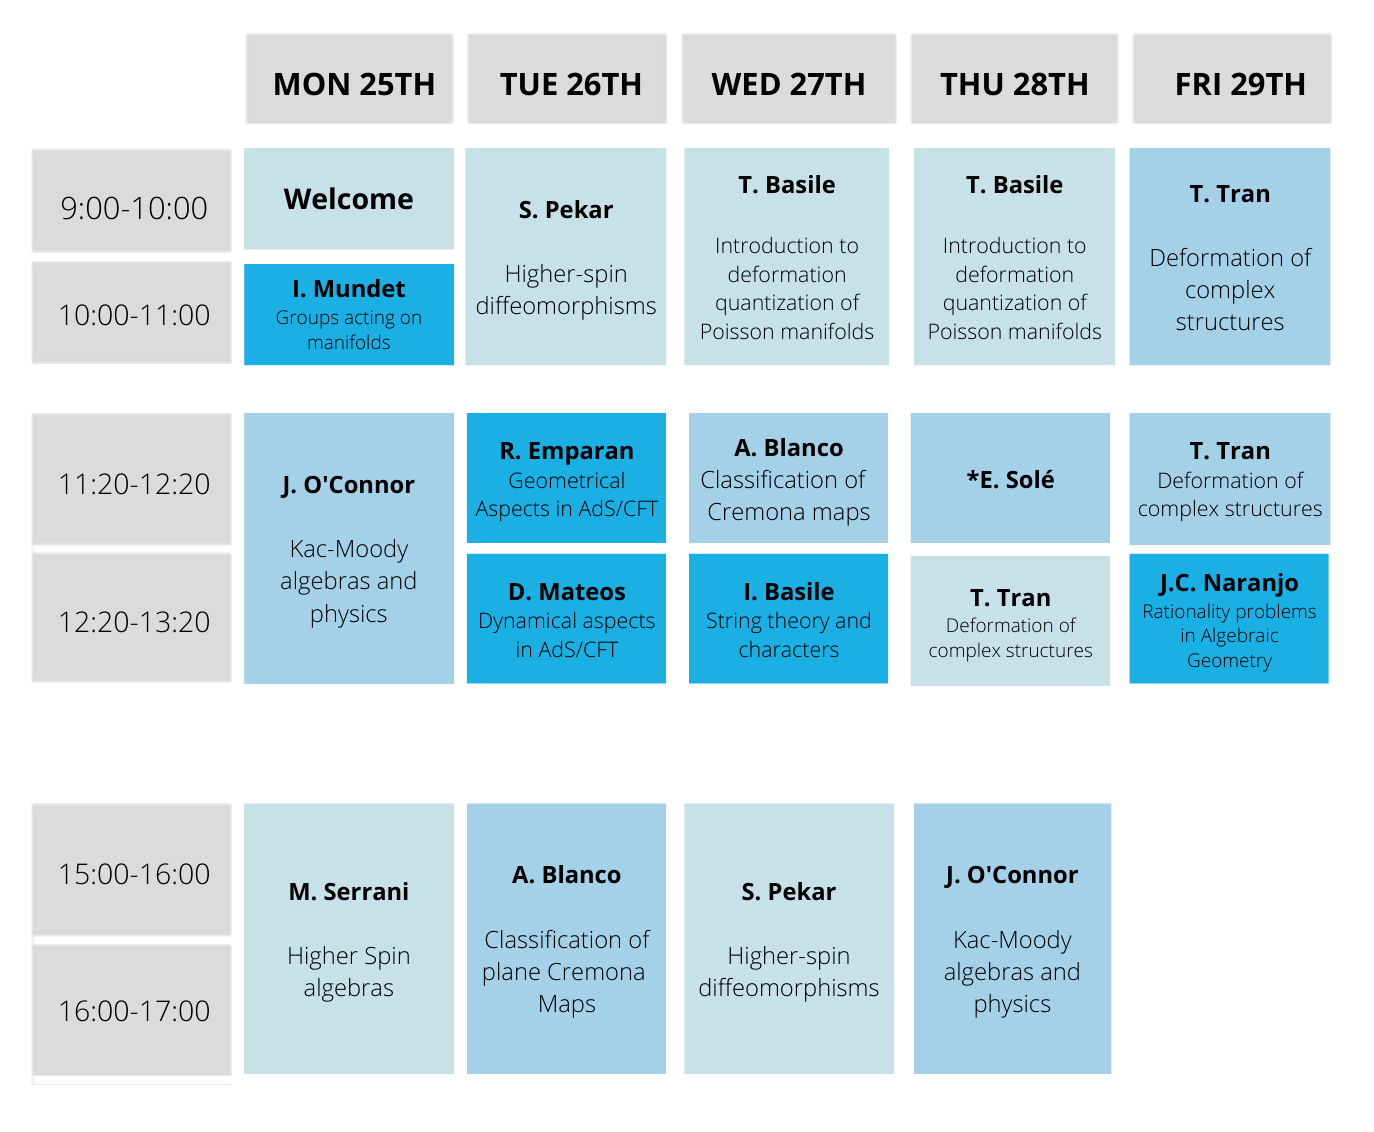 MON 25TH
TUE 26TH
WED 27TH
THU 28TH
FRI 29TH
9:00-10:00
10:00-11:00
Welcome
I. Mundet
Groups acting on
manifolds
S. Pekar
Higher-spin
diffeomorphisms
T. Basile
Introduction to
deformation
quantization of
Poisson manifolds
T. Basile
Introduction to
deformation
quantization of
Poisson manifolds
T. Tran
Deformation of
complex
structures
11:20-12:20
12:20-13:20
J. O'Connor
Kac-Moody
algebras and
physics
R. Emparan
Geometrical
Aspects in AdS/CFT
D. Mateos
Dynamical aspects
in AdS/CFT
A. Blanco
Classification of
Cremona maps
I. Basile
String theory and
characters
*E. Solé
T. Tran
Deformation of
complex structures
T. Tran
Deformation of
complex structures
J.C. Naranjo
Rationality problems
in Algebraic
Geometry
15:00-16:00
16:00-17:00
M. Serrani
Higher Spin
algebras
A. Blanco
Classification of
plane Cremona
Maps
S. Pekar
Higher-spin
diffeomorphisms
J. O'Connor
Kac-Moody
algebras and
physics